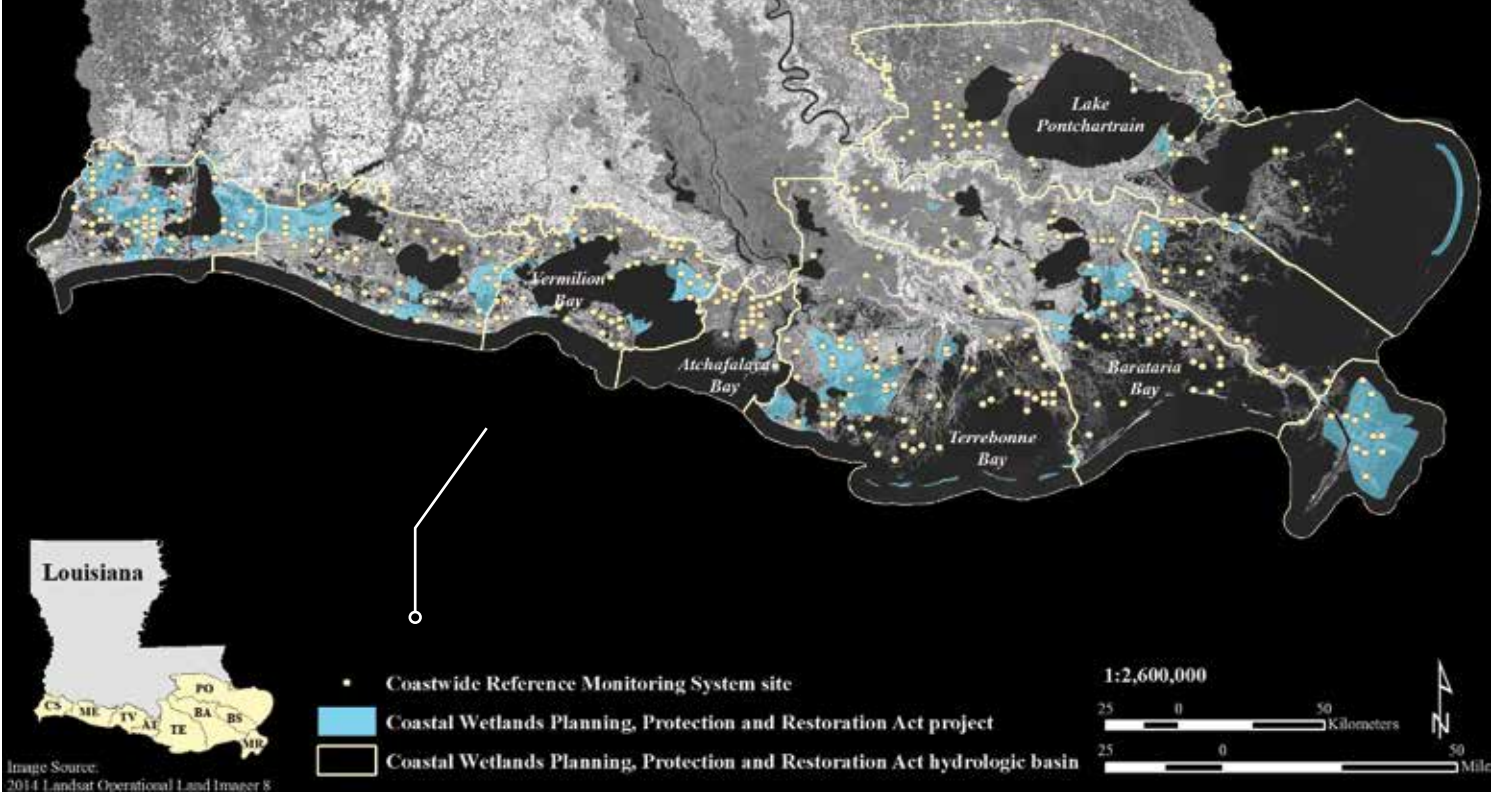 Lake
Pontchartrain
Vermilion
Bay
Atchafalaya
Bay
Barataria
Bay
Terrebonne
Bay
Louisiana
PO
CS
ME
TV
AT
TE
BA
BS
MR
Coastwide Reference Monitoring System site
Coastal Wetlands Planning, Protection and Restoration Act project
Coastal Wetlands Planning, Protection and Restoration Act hydrologic basin
1:2,600,000
25 0 50
Kilometers
25 0 50
Mile
N
Image Source:
2014 Landsat Operational Land Imager 8